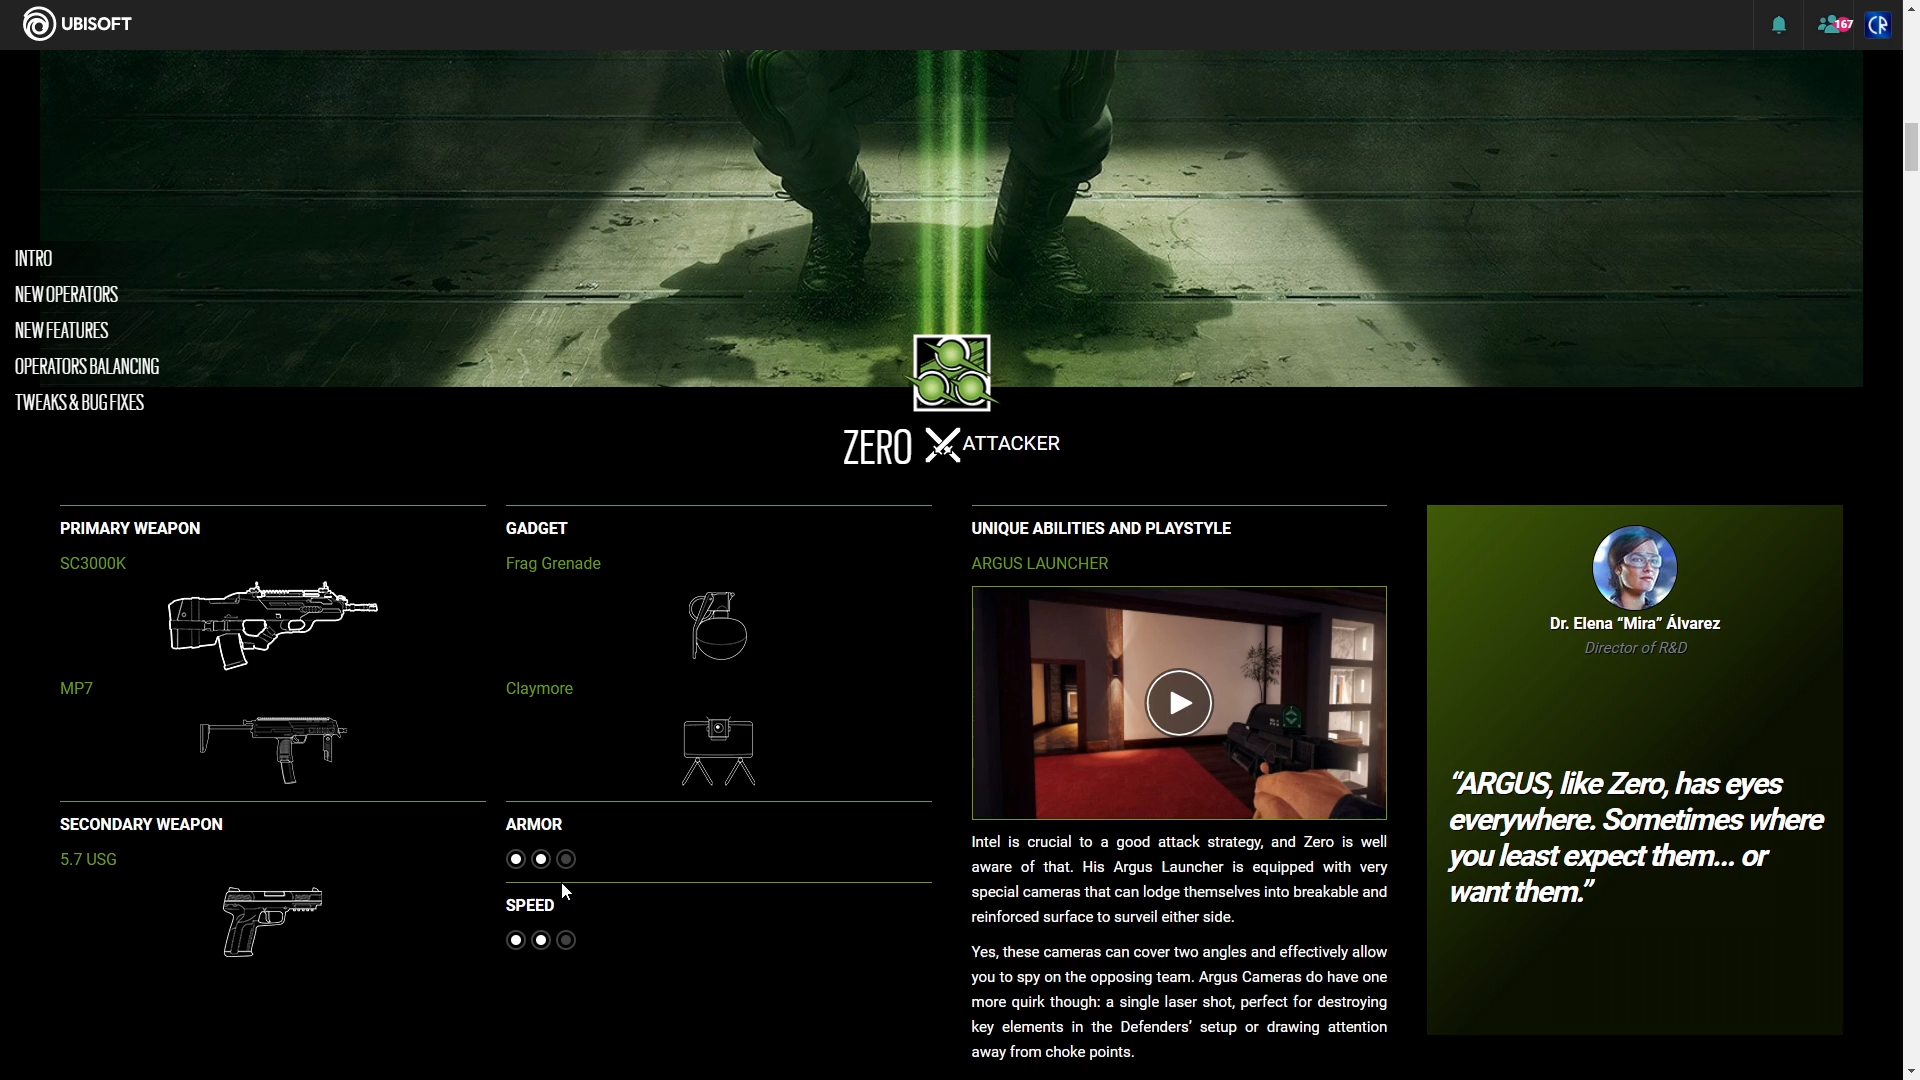 UBISOFT
167
CR
INTRO
NEW OPERATORS
NEW FEATURES
OPERATORS BALANCING
TWEAKS & BUG FIXES
ZERO ATTACKER
PRIMARY WEAPON
SC3000K
MP7
SECONDARY WEAPON
5.7 USG
GADGET
Frag Grenade
Claymore
ARMOR
SPEED
UNIQUE ABILITIES AND PLAYSTYLE
ARGUS LAUNCHER
Intel is crucial to a good attack strategy, and Zero is well
aware of that. His Argus Launcher is equipped with very
special cameras that can lodge themselves into breakable and
reinforced surface to surveil either side.
Yes, these cameras can cover two angles and effectively allow
you to spy on the opposing team. Argus Cameras do have one
more quirk though: a single laser shot, perfect for destroying
key elements in the Defenders’ setup or drawing attention
away from choke points.
Dr. Elena “Mira” Álvarez
Director of R&D
“ARGUS, like Zero, has eyes
everywhere. Sometimes where
you least expect them... or
want them.”